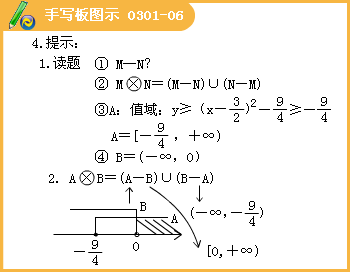 手写板图示 0301-06
4.提示:
1.读题 ① M—N?
② M⊗N=(M-N)∪(N-M)
③A: 值域: y≥ (x-3/2)²-9/4≥-9/4
A=[-9/4 , +∞)
④ B=(-∞, 0)
2. A⊗B=(A-B)∪(B-A)
B
A
(-∞,-9/4)
-9/4 0
[0,+∞)